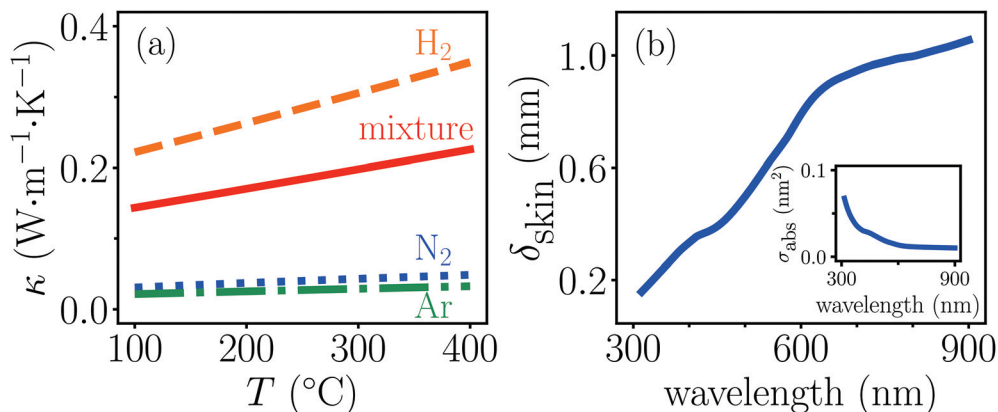 (a)
κ (W·m⁻¹·K⁻¹)
0.4
0.2
0.0
H₂
mixture
N₂
Ar
100 200 300 400
T (°C)
(b)
δskin (mm)
1.0
0.6
0.2
300 600 900
wavelength (nm)
σabs (nm²)
0.1
0.0
300 900
wavelength (nm)